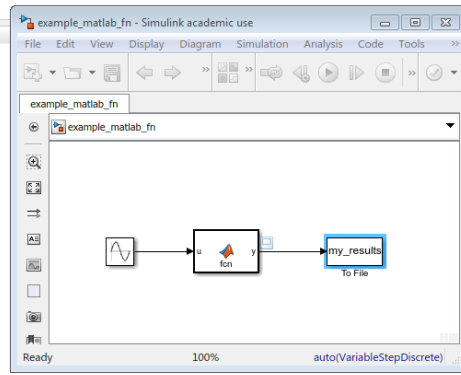 example_matlab_fn - Simulink academic use
File Edit View Display Diagram Simulation Analysis Code Tools »
» »
example_matlab_fn
example_matlab_fn
A
u fcn y
my_results
To File
Ready 100% auto(VariableStepDiscrete)